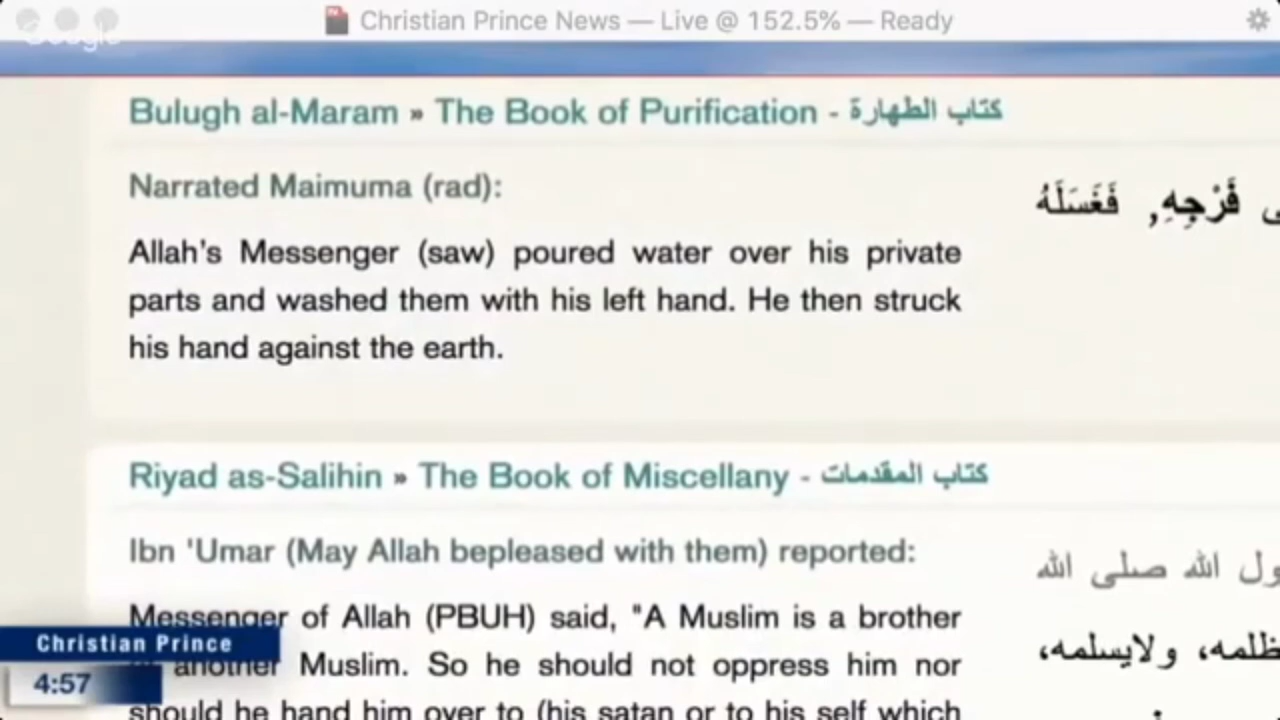 Christian Prince News — Live @ 152.5% — Ready
Google
Bulugh al-Maram » The Book of Purification - كتاب الطهارة
Narrated Maimuma (rad):
فَرْجِهِ, فَغَسَلَهُ
Allah's Messenger (saw) poured water over his private
parts and washed them with his left hand. He then struck
his hand against the earth.
Riyad as-Salihin » The Book of Miscellany - كتاب المقدمات
Ibn 'Umar (May Allah bepleased with them) reported:
الله صلى الله
Messenger of Allah (PBUH) said, "A Muslim is a brother
another Muslim. So he should not oppress him nor
ولايسلمه،
should he hand him over to (his satan or to his self which
Christian Prince
4:57